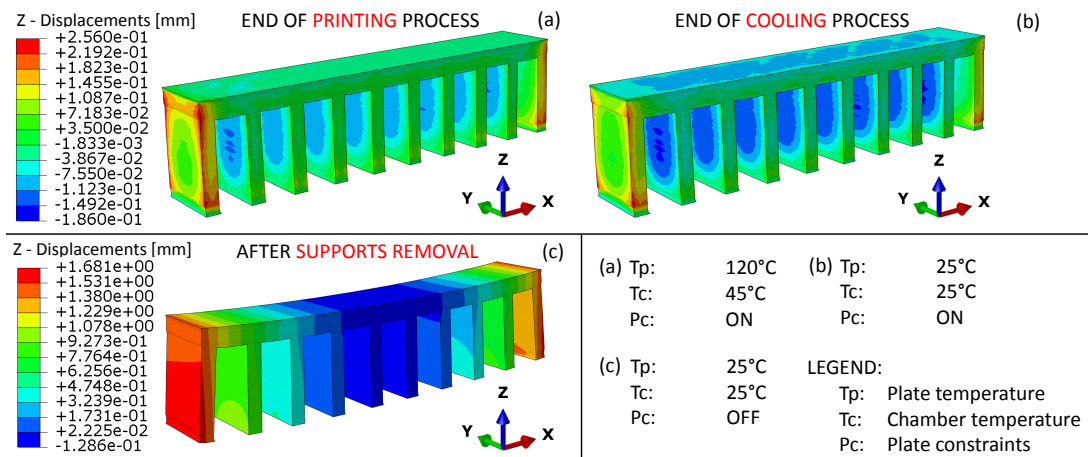 Z - Displacements [mm]
END OF PRINTING PROCESS
(a)
+2.560e-01
+2.192e-01
+1.823e-01
+1.455e-01
+1.087e-01
+7.183e-02
+3.500e-02
-1.833e-03
-3.867e-02
-7.550e-02
-1.123e-01
-1.492e-01
-1.860e-01
Z
Y
X
END OF COOLING PROCESS
(b)
Z
Y
X
Z - Displacements [mm]
AFTER SUPPORTS REMOVAL
(c)
+1.681e+00
+1.531e+00
+1.380e+00
+1.229e+00
+1.078e+00
+9.273e-01
+7.764e-01
+6.256e-01
+4.748e-01
+3.239e-01
+1.731e-01
+2.225e-02
-1.286e-01
Z
Y
X
(a) Tp: 120°C
Tc: 45°C
Pc: ON
(b) Tp: 25°C
Tc: 25°C
Pc: ON
(c) Tp: 25°C
Tc: 25°C
Pc: OFF
LEGEND:
Tp: Plate temperature
Tc: Chamber temperature
Pc: Plate constraints